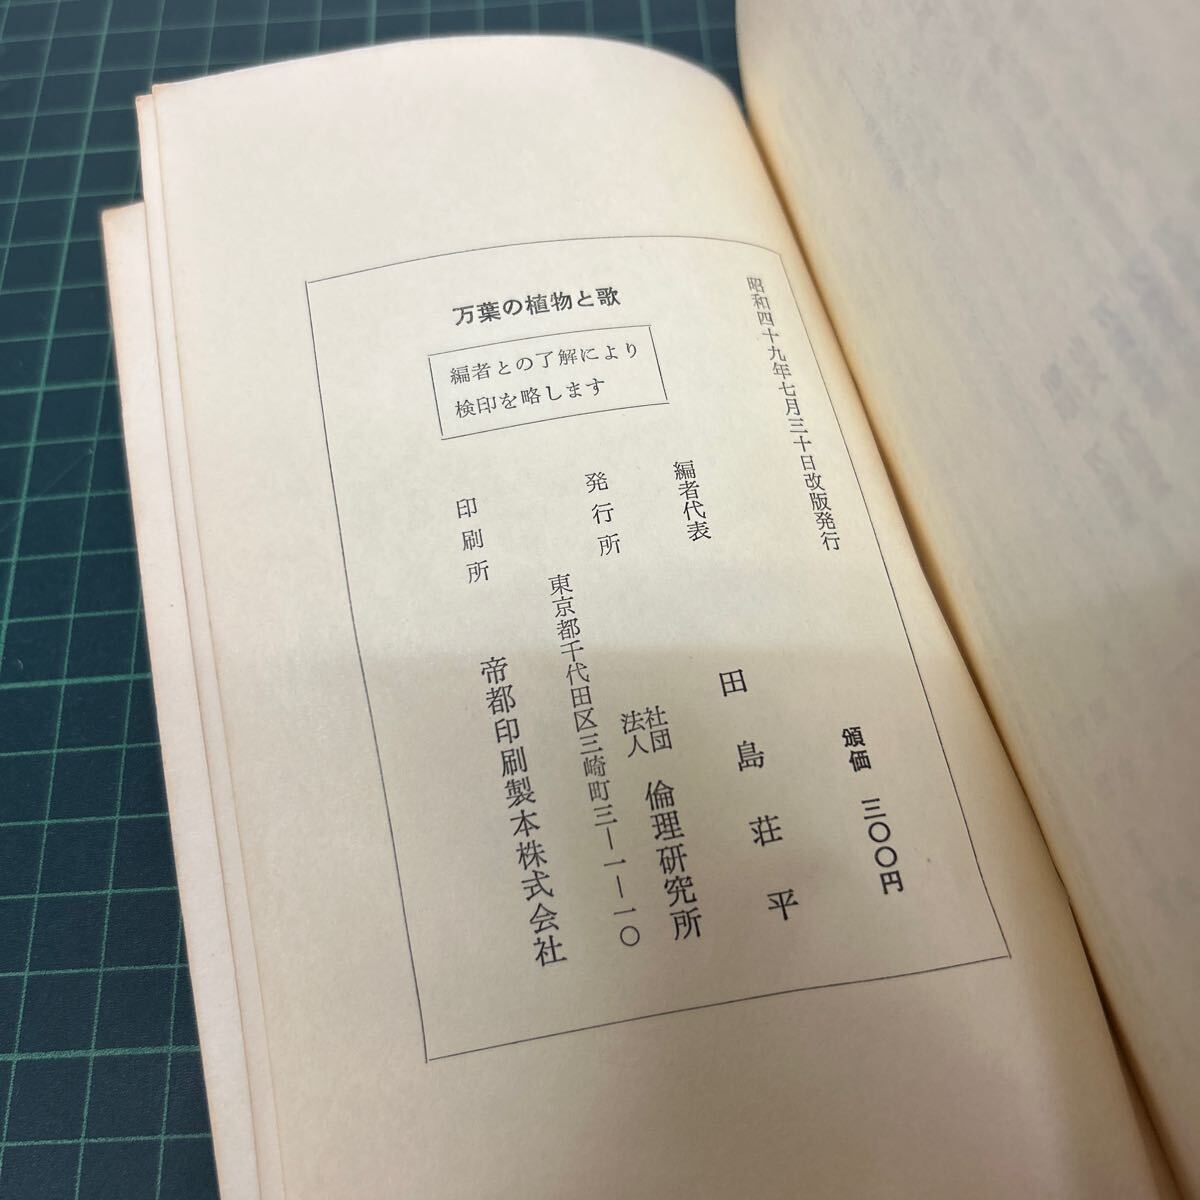 万葉の植物と歌
編者との了解により
検印を略します
昭和四十九年七月三十日改版発行
頒価 三〇〇円
編者代表 田島荘平
発行所 社団法人 倫理研究所
東京都千代田区三崎町三―一―一〇
印刷所 帝都印刷製本株式会社